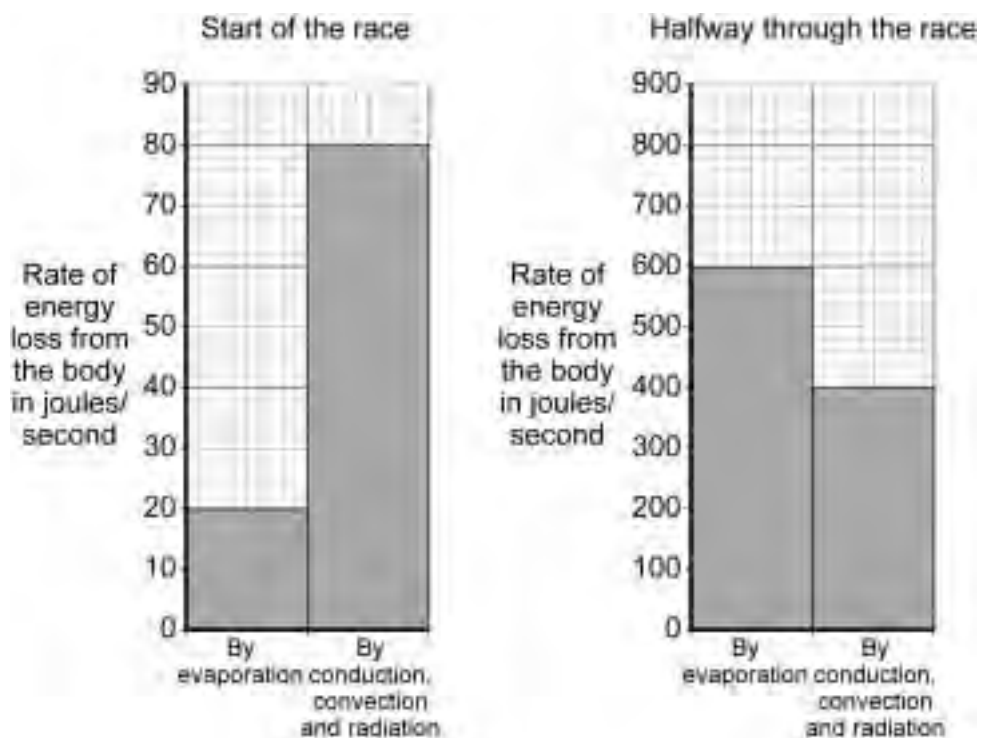 Start of the race
90
80
70
60
50
40
30
20
10
0
Rate of
energy
loss from
the body
in joules/
second
By
evaporation
By
conduction,
convection
and radiation
Halfway through the race
900
800
700
600
500
400
300
200
100
0
Rate of
energy
loss from
the body
in joules/
second
By
evaporation
By
conduction,
convection
and radiation